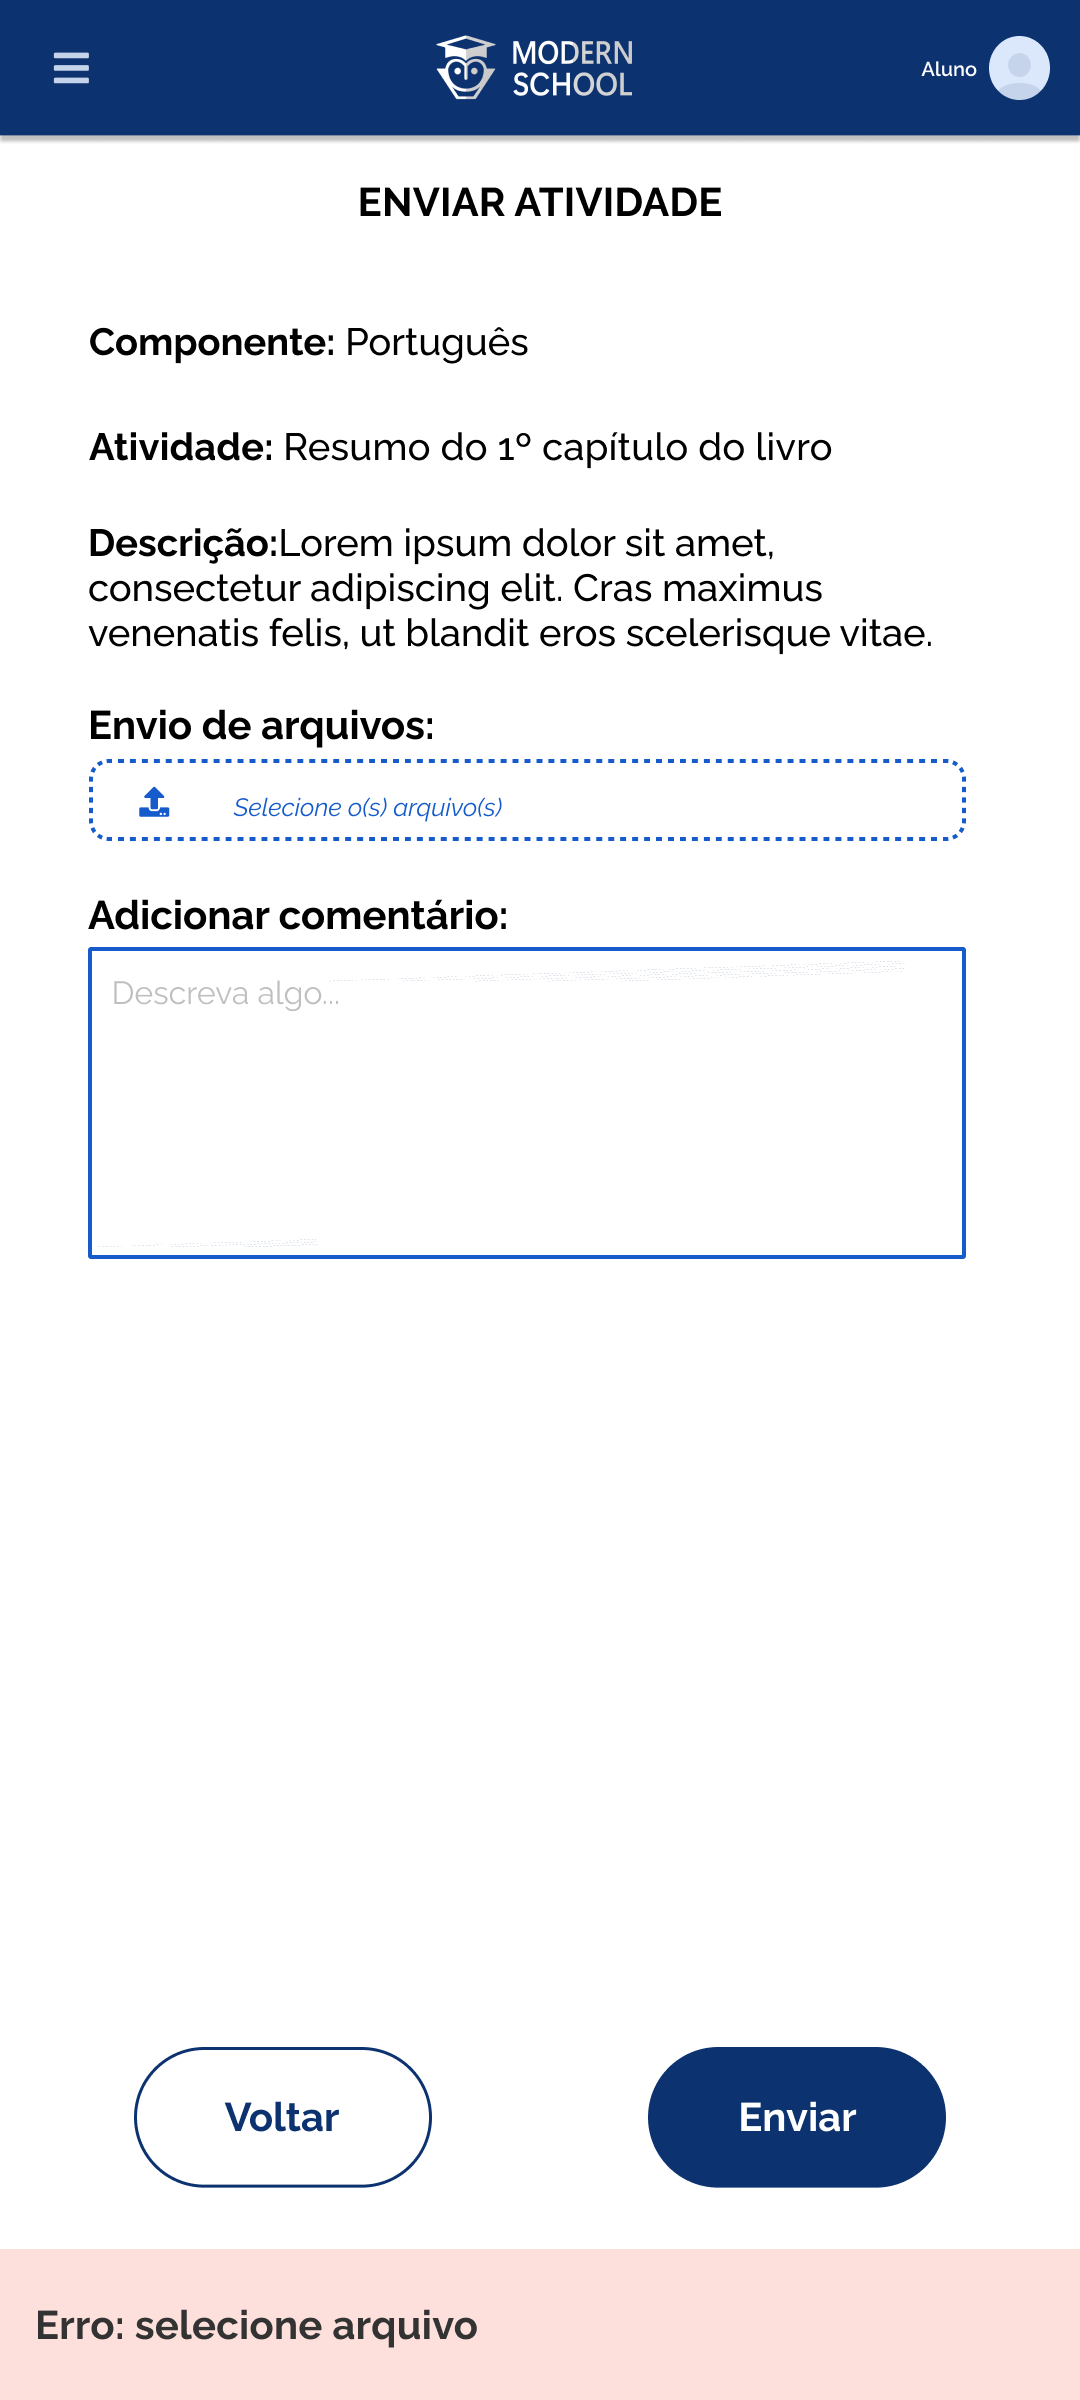 MODERN
SCHOOL
Aluno
ENVIAR ATIVIDADE
Componente: Português
Atividade: Resumo do 1º capítulo do livro
Descrição:Lorem ipsum dolor sit amet,
consectetur adipiscing elit. Cras maximus
venenatis felis, ut blandit eros scelerisque vitae.
Envio de arquivos:
Selecione o(s) arquivo(s)
Adicionar comentário:
Descreva algo...
Voltar
Enviar
Erro: selecione arquivo